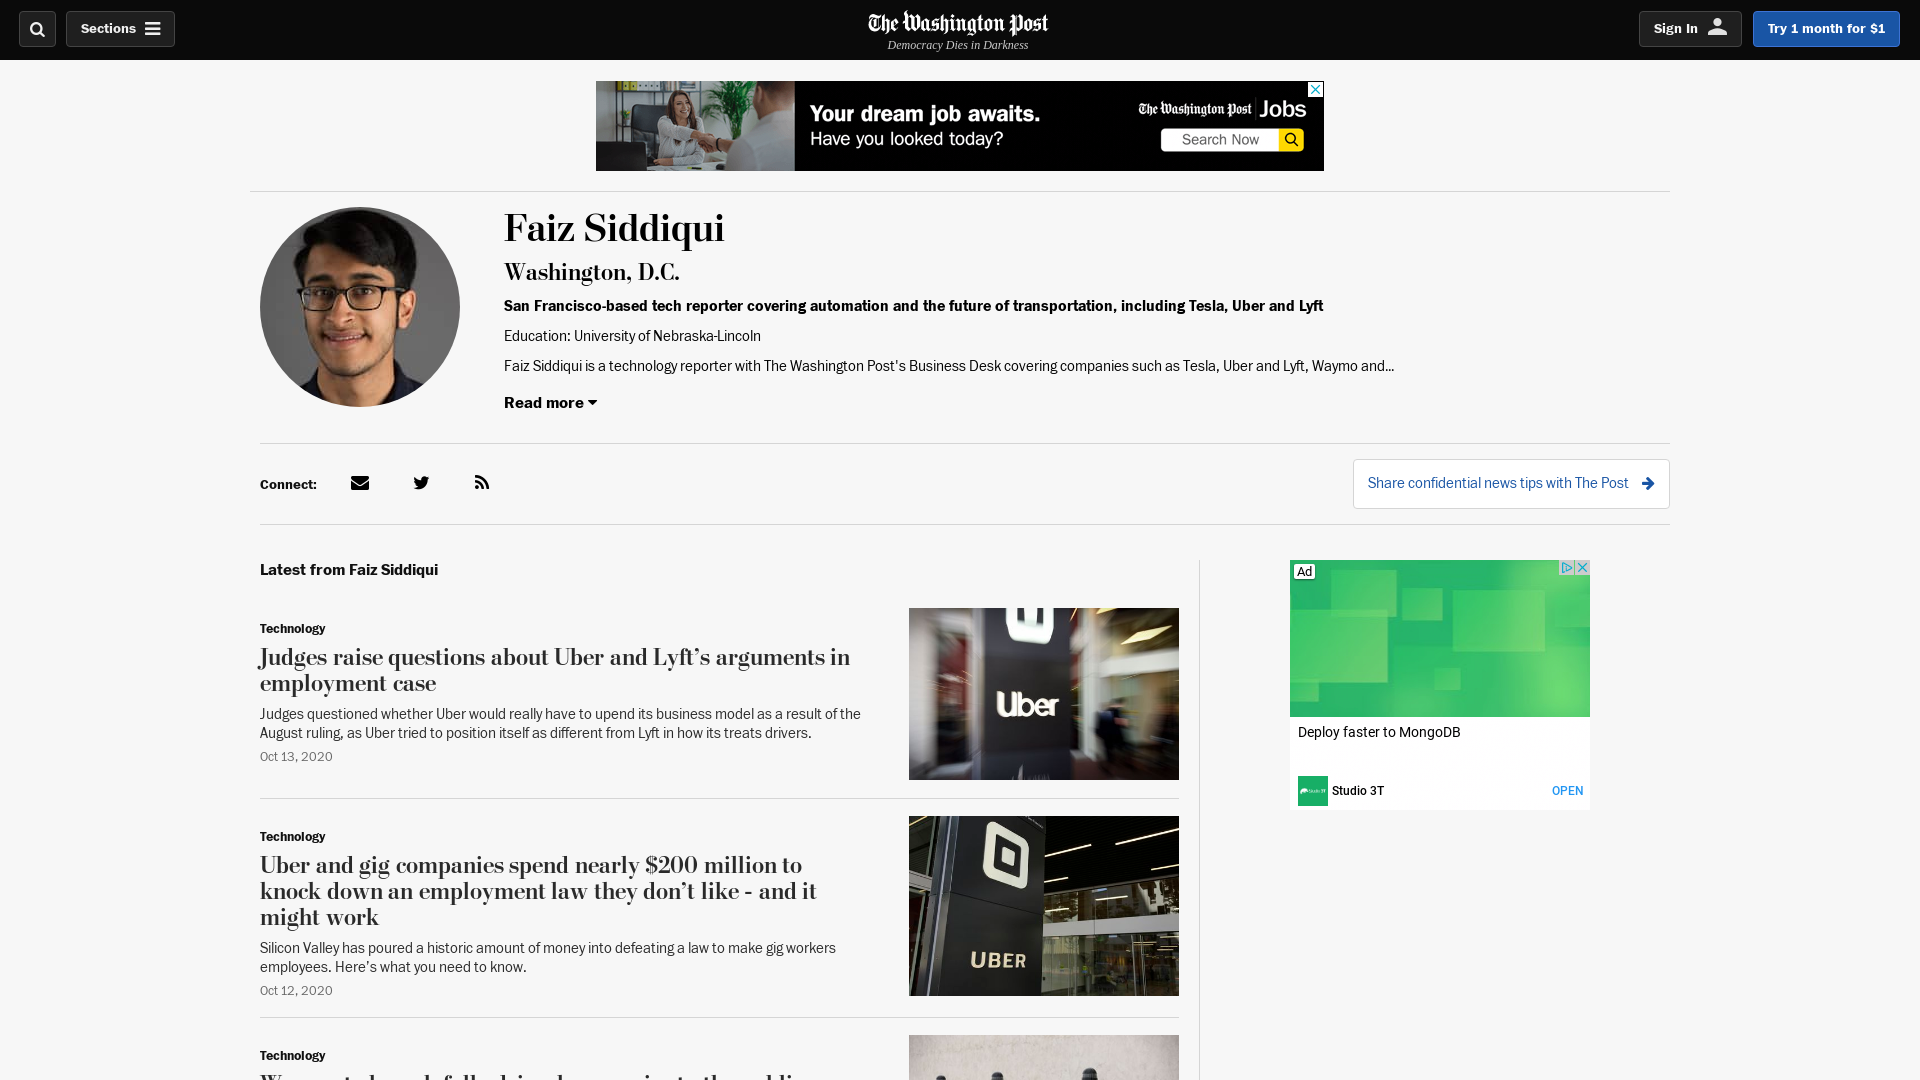 Sections
The Washington Post
Democracy Dies in Darkness
Sign In
Try 1 month for $1
Your dream job awaits.
Have you looked today?
The Washington Post Jobs
Search Now
Faiz Siddiqui
Washington, D.C.
San Francisco-based tech reporter covering automation and the future of transportation, including Tesla, Uber and Lyft
Education: University of Nebraska-Lincoln
Faiz Siddiqui is a technology reporter with The Washington Post's Business Desk covering companies such as Tesla, Uber and Lyft, Waymo and...
Read more
Connect:
Share confidential news tips with The Post
Latest from Faiz Siddiqui
Technology
Judges raise questions about Uber and Lyft’s arguments in
employment case
Judges questioned whether Uber would really have to upend its business model as a result of the
August ruling, as Uber tried to position itself as different from Lyft in how its treats drivers.
Oct 13, 2020
Uber
Technology
Uber and gig companies spend nearly $200 million to
knock down an employment law they don’t like - and it
might work
Silicon Valley has poured a historic amount of money into defeating a law to make gig workers
employees. Here’s what you need to know.
Oct 12, 2020
UBER
Technology
Ad
Deploy faster to MongoDB
Studio 3T
OPEN